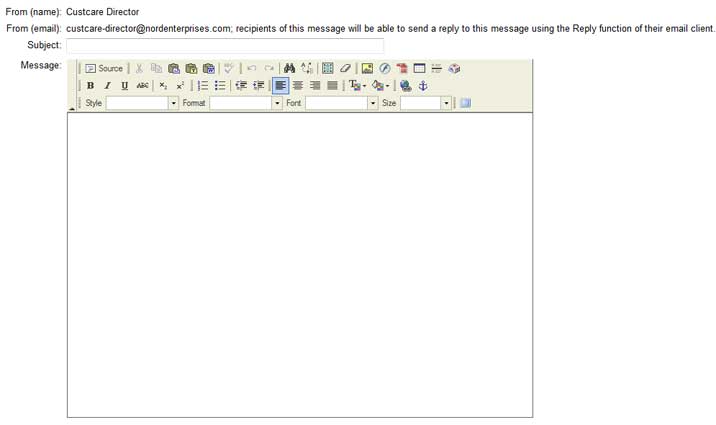 From (name): Custcare Director
From (email): custcare-director@nordenterprises.com; recipients of this message will be able to send a reply to this message using the Reply function of their email client.
Subject:
Message:
Source
B I U ABC x₂ x²
Style Format Font Size